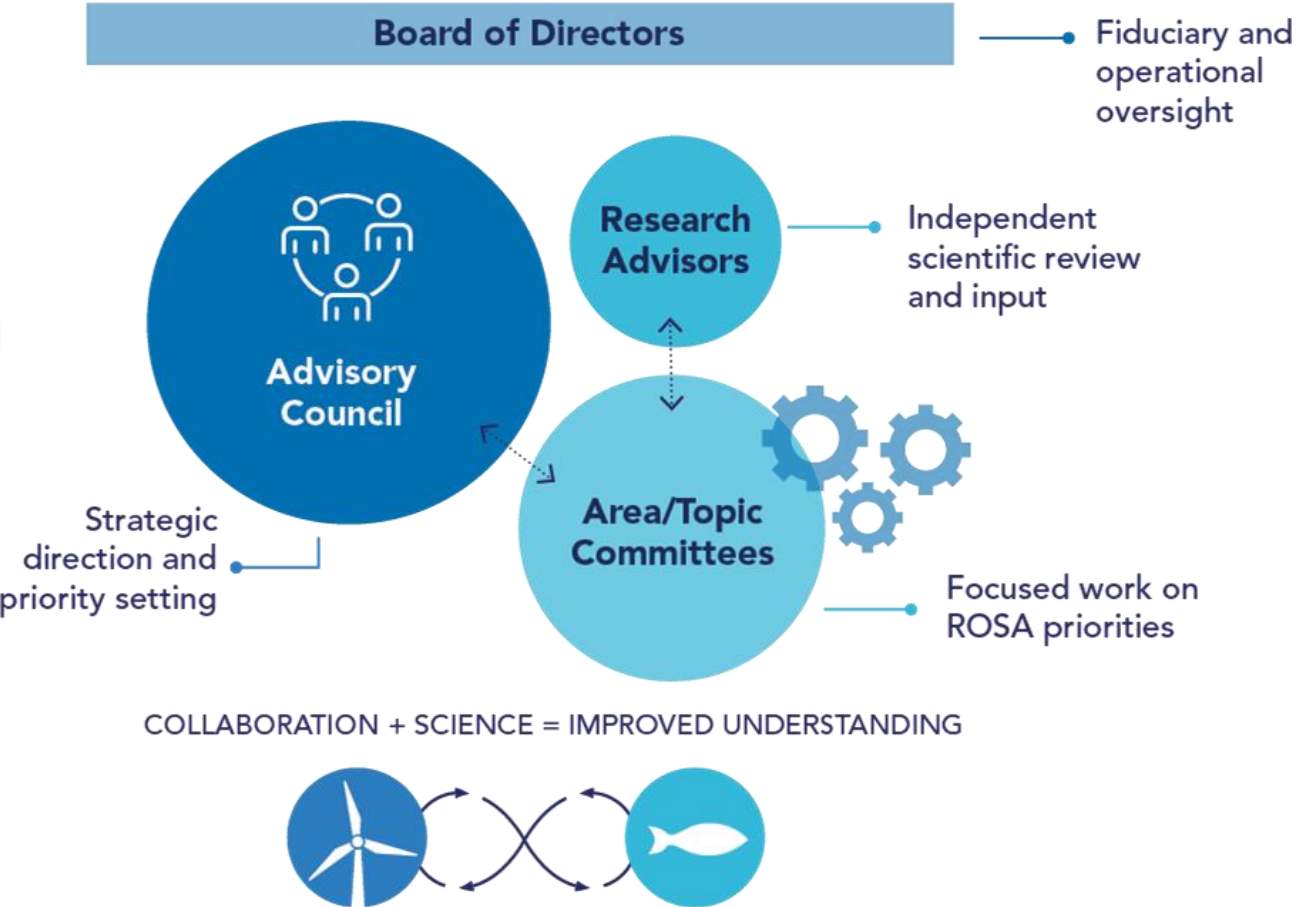 Board of Directors
Fiduciary and
operational
oversight
Research
Advisors
Independent
scientific review
and input
Advisory
Council
Strategic
direction and
priority setting
Area/Topic
Committees
Focused work on
ROSA priorities
COLLABORATION + SCIENCE = IMPROVED UNDERSTANDING